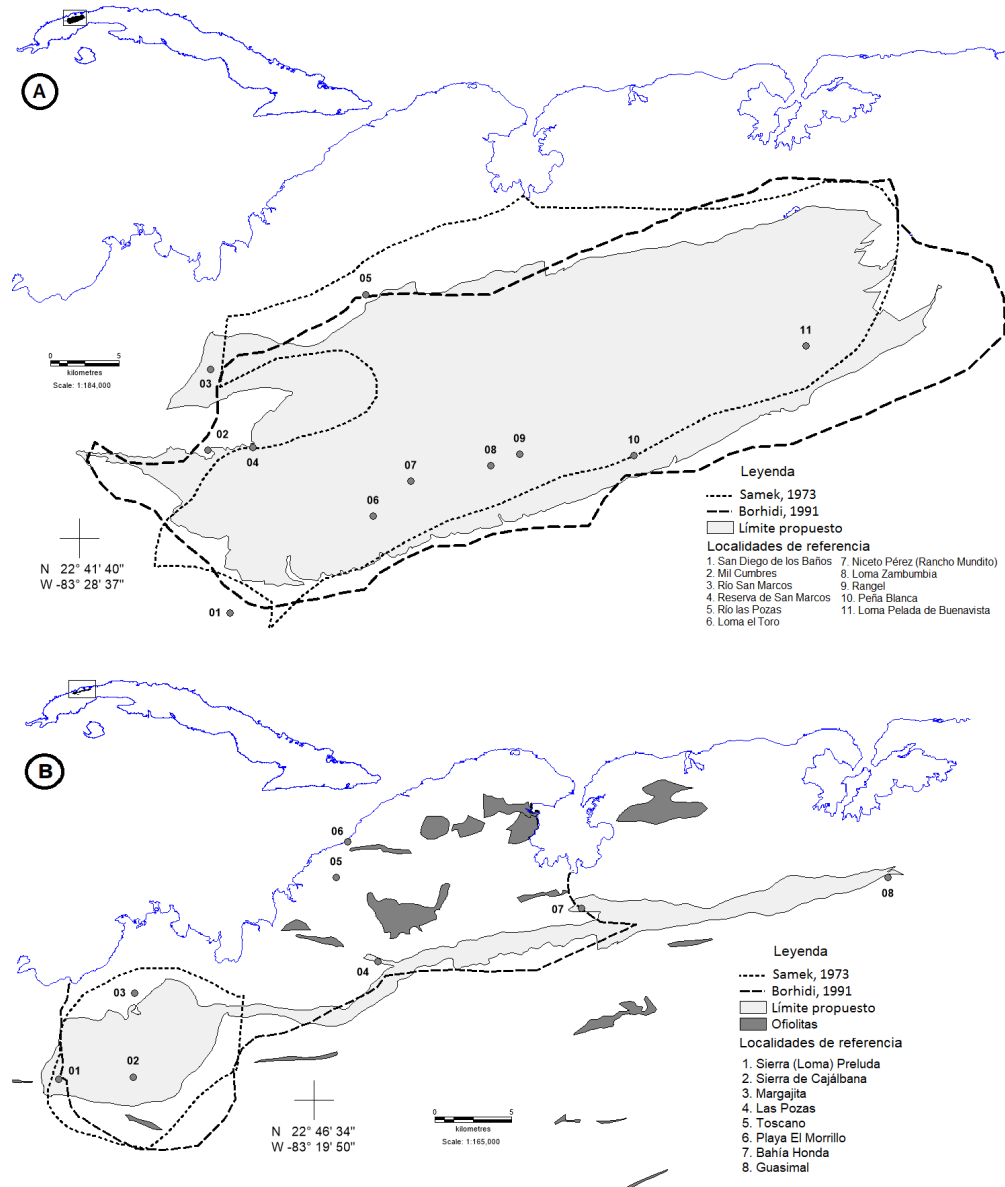 A
05
03
kilometres
0
5
Scale: 1:184,000
11
02
04
09
10
08
07
06
01
N 22° 41' 40"
W -83° 28' 37"
Leyenda
Samek, 1973
Borhidi, 1991
Límite propuesto
Localidades de referencia
1. San Diego de los Baños
2. Mil Cumbres
3. Río San Marcos
4. Reserva de San Marcos
5. Río las Pozas
6. Loma el Toro
7. Niceto Pérez (Rancho Mundito)
8. Loma Zambumbia
9. Rangel
10. Peña Blanca
11. Loma Pelada de Buenavista
B
06
05
08
07
04
03
01
02
N 22° 46' 34"
W -83° 19' 50"
0
5
kilometres
Scale: 1:165,000
Leyenda
Samek, 1973
Borhidi, 1991
Límite propuesto
Ofiolitas
Localidades de referencia
1. Sierra (Loma) Preluda
2. Sierra de Cajálbana
3. Margajita
4. Las Pozas
5. Toscano
6. Playa El Morrillo
7. Bahía Honda
8. Guasimal